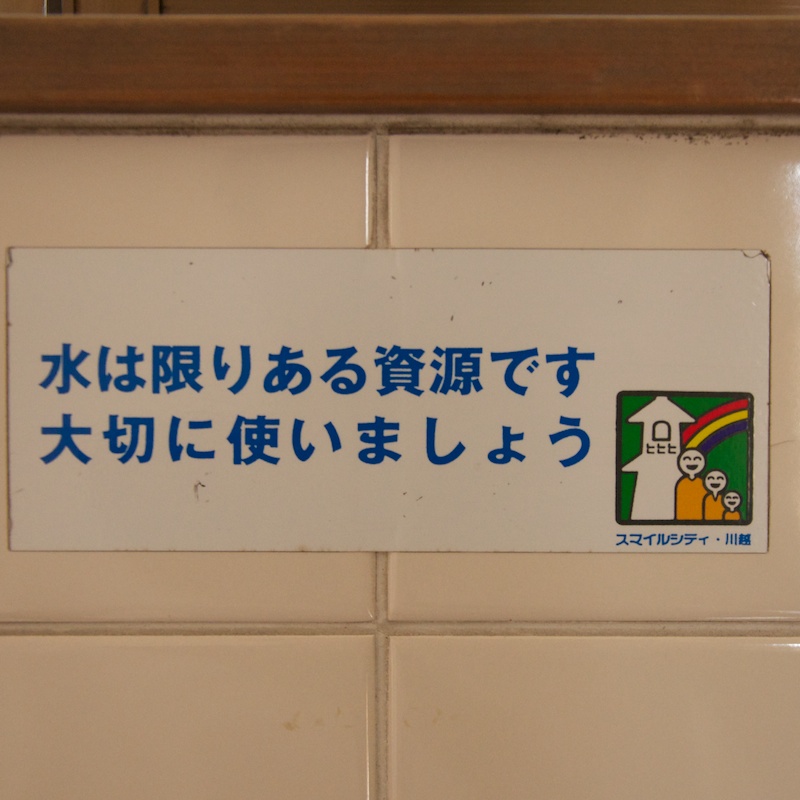 水は限りある資源です
大切に使いましょう
スマイルシティ・川越